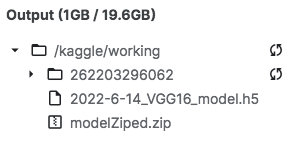 Output (1GB / 19.6GB)
/kaggle/working
262203296062
2022-6-14_VGG16_model.h5
modelZiped.zip